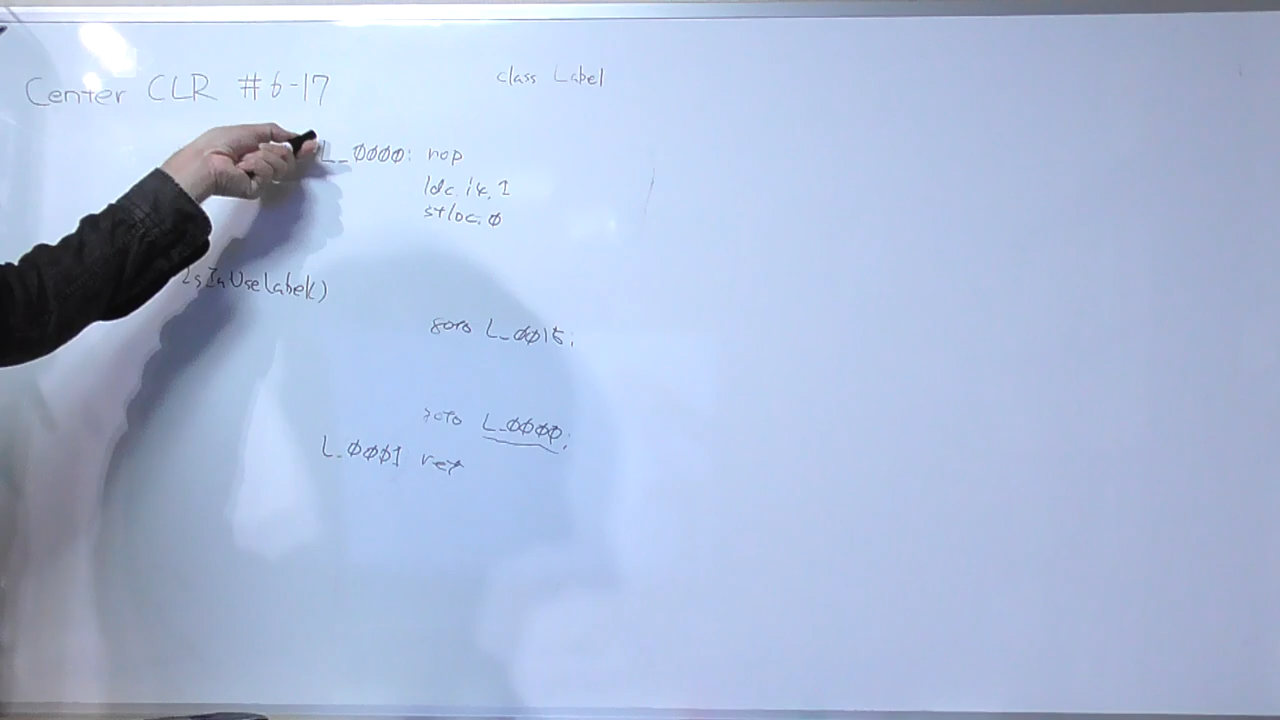 Center CLR #6-17
class Label
L_0000: nop
ldc.i4.1
stloc.0
IsInUseLabel()
goto L_0015;
goto L_0000;
L_0001 ret